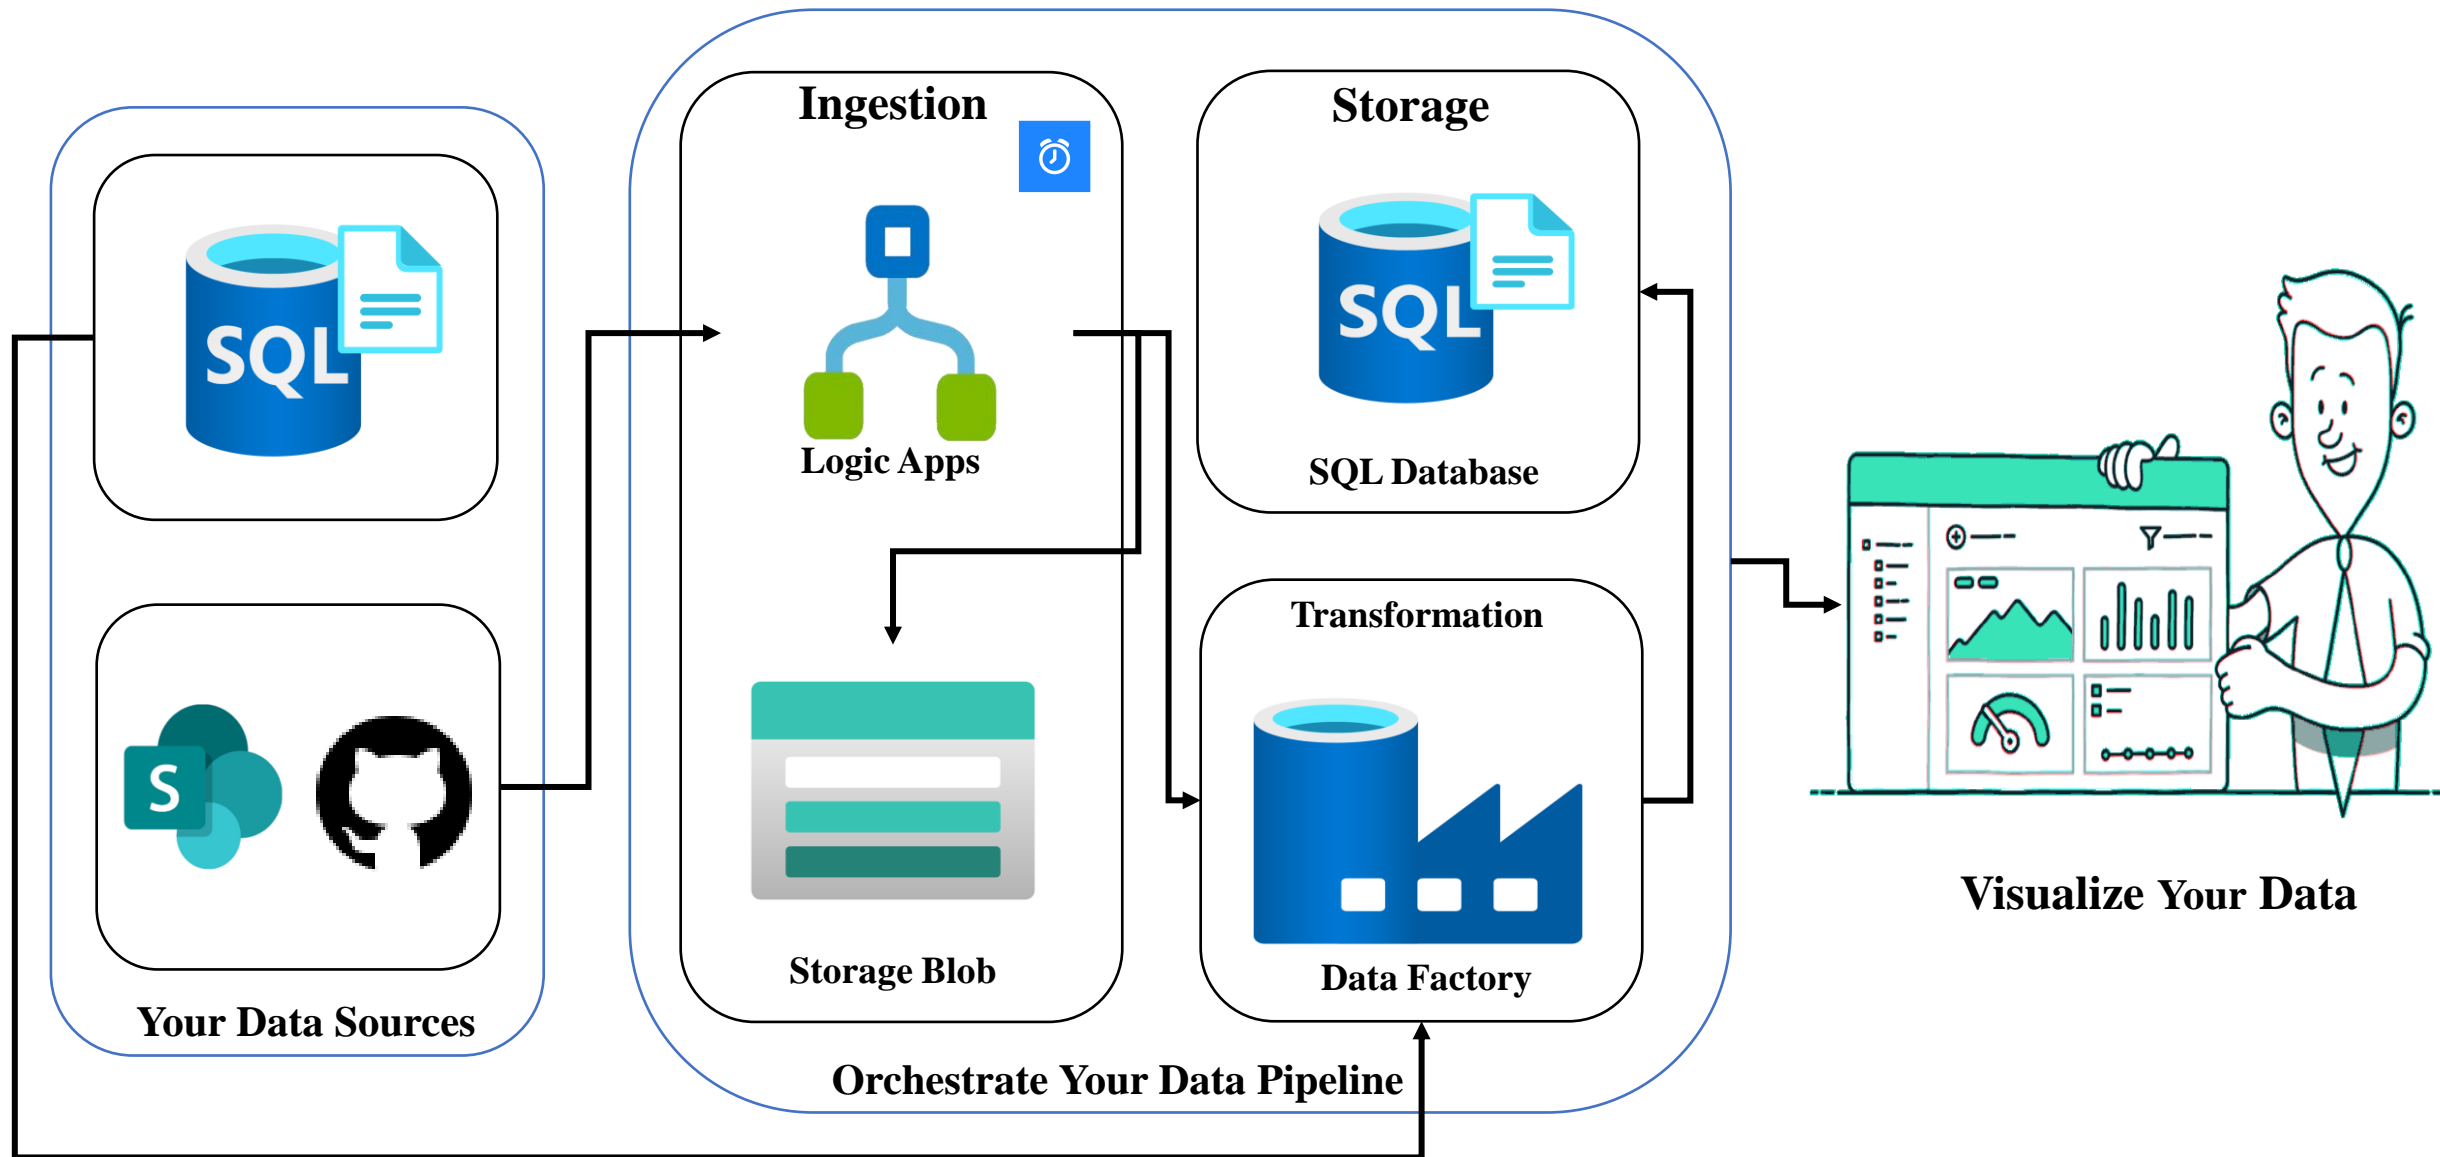 SQL
S
Your Data Sources
Ingestion
Logic Apps
Storage Blob
Storage
SQL
SQL Database
Transformation
Data Factory
Orchestrate Your Data Pipeline
Visualize Your Data